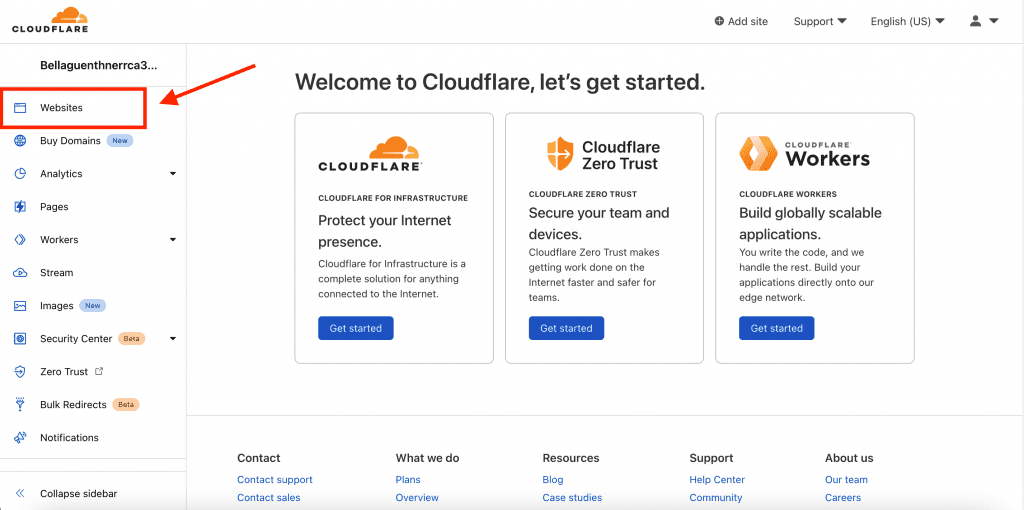 CLOUDFLARE
Add site
Support
English (US)
Bellaguenthnerrca3...
Websites
Buy Domains New
Analytics
Pages
Workers
Stream
Images New
Security Center Beta
Zero Trust
Bulk Redirects Beta
Notifications
Collapse sidebar
Welcome to Cloudflare, let's get started.
CLOUDFLARE
CLOUDFLARE FOR INFRASTRUCTURE
Protect your Internet
presence.
Cloudflare for Infrastructure is a
complete solution for anything
connected to the Internet.
Get started
Cloudflare
Zero Trust
CLOUDFLARE ZERO TRUST
Secure your team and
devices.
Cloudflare Zero Trust makes
getting work done on the
Internet faster and safer for
teams.
Get started
CLOUDFLARE
Workers
CLOUDFLARE WORKERS
Build globally scalable
applications.
You write the code, and we
handle the rest. Build your
applications directly onto our
edge network.
Get started
Contact
Contact support
Contact sales
What we do
Plans
Overview
Resources
Blog
Case studies
Support
Help Center
Community
About us
Our team
Careers